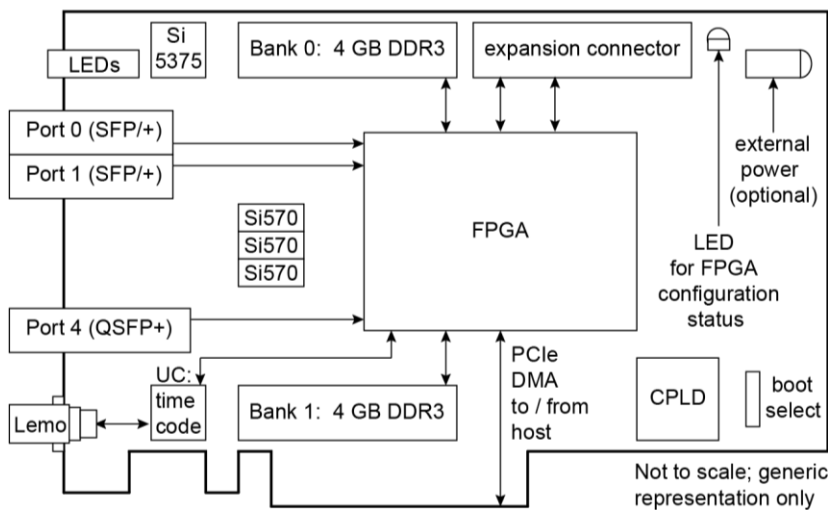 Si
5375
Bank 0: 4 GB DDR3
expansion connector
LEDs
Port 0 (SFP/+)
Port 1 (SFP/+)
external
power
(optional)
Si570
Si570
Si570
FPGA
LED
for FPGA
configuration
status
Port 4 (QSFP+)
UC:
time
code
Lemo
Bank 1: 4 GB DDR3
PCIe
DMA
to / from
host
CPLD
boot
select
Not to scale; generic
representation only